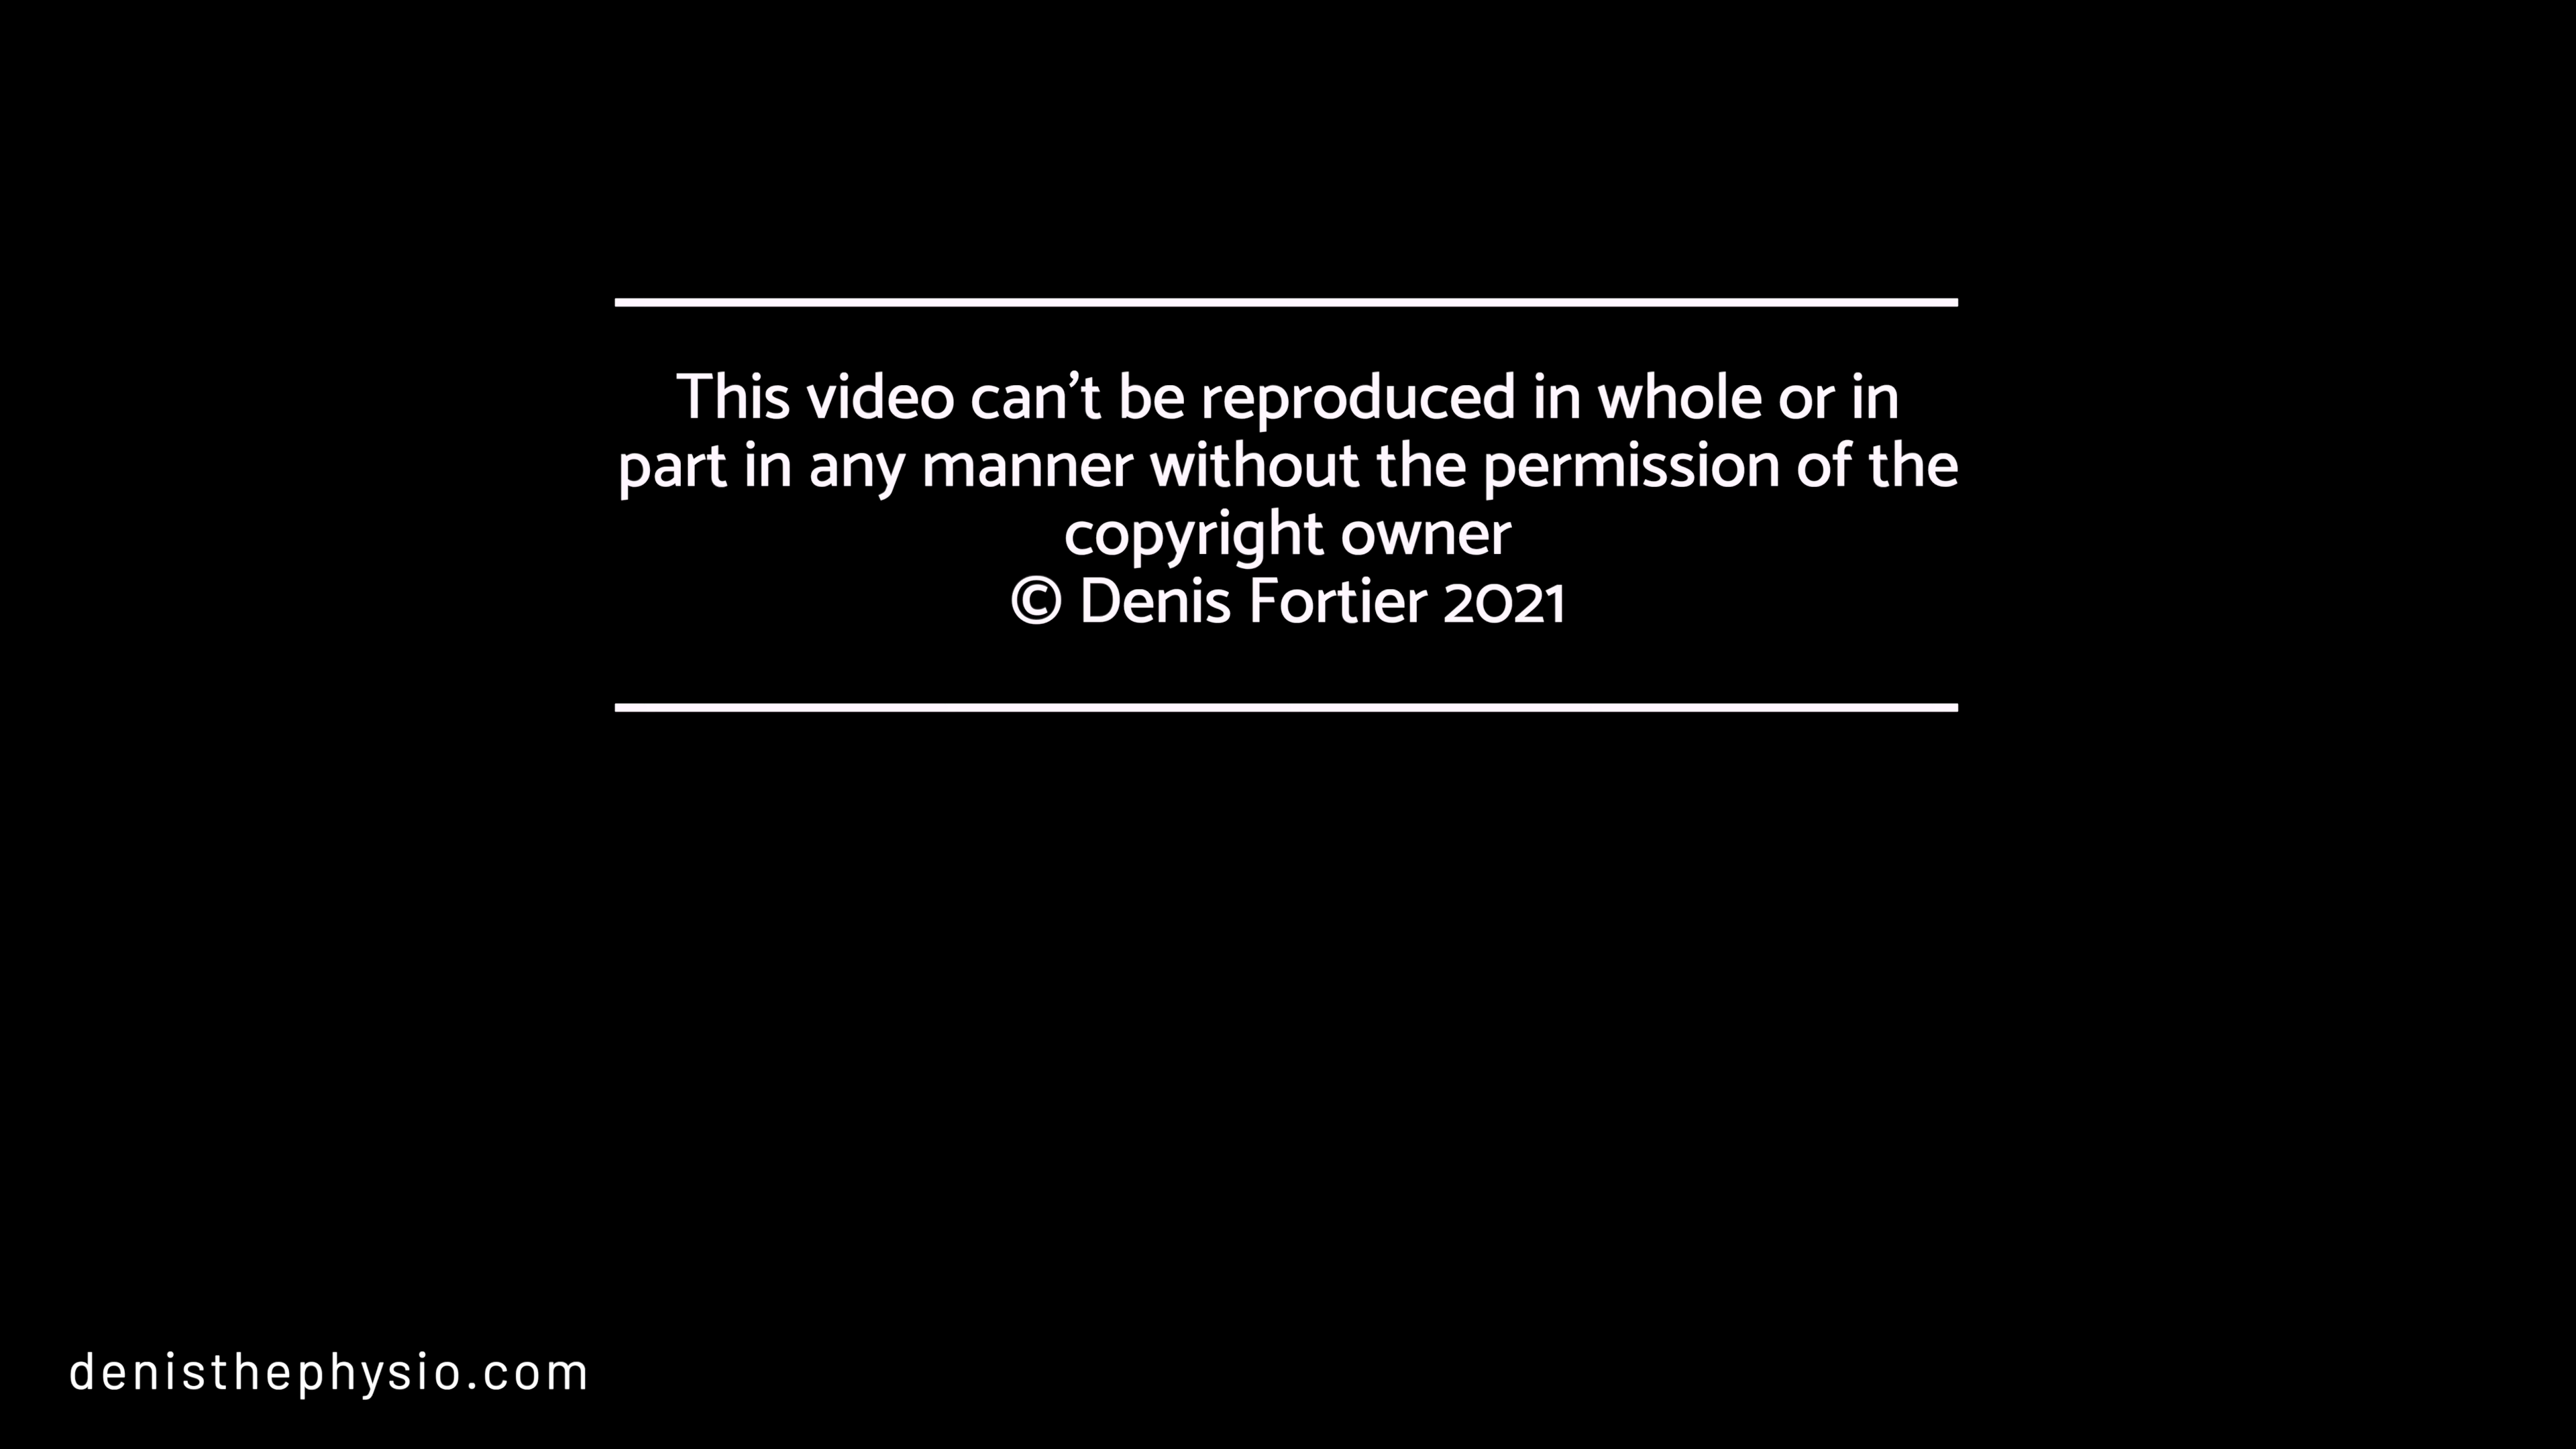 This video can’t be reproduced in whole or in
part in any manner without the permission of the
copyright owner
© Denis Fortier 2021
denisthephysio.com